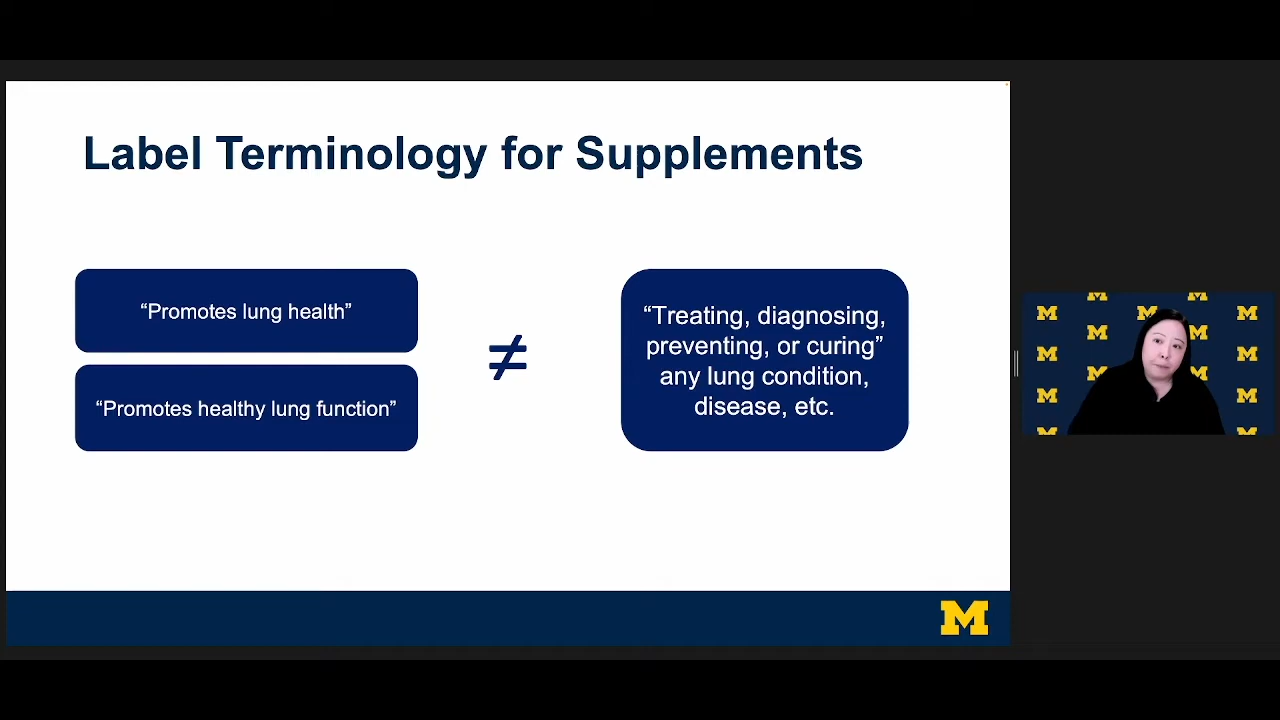 Label Terminology for Supplements
“Promotes lung health”
“Promotes healthy lung function”
≠
“Treating, diagnosing,
preventing, or curing”
any lung condition,
disease, etc.
M